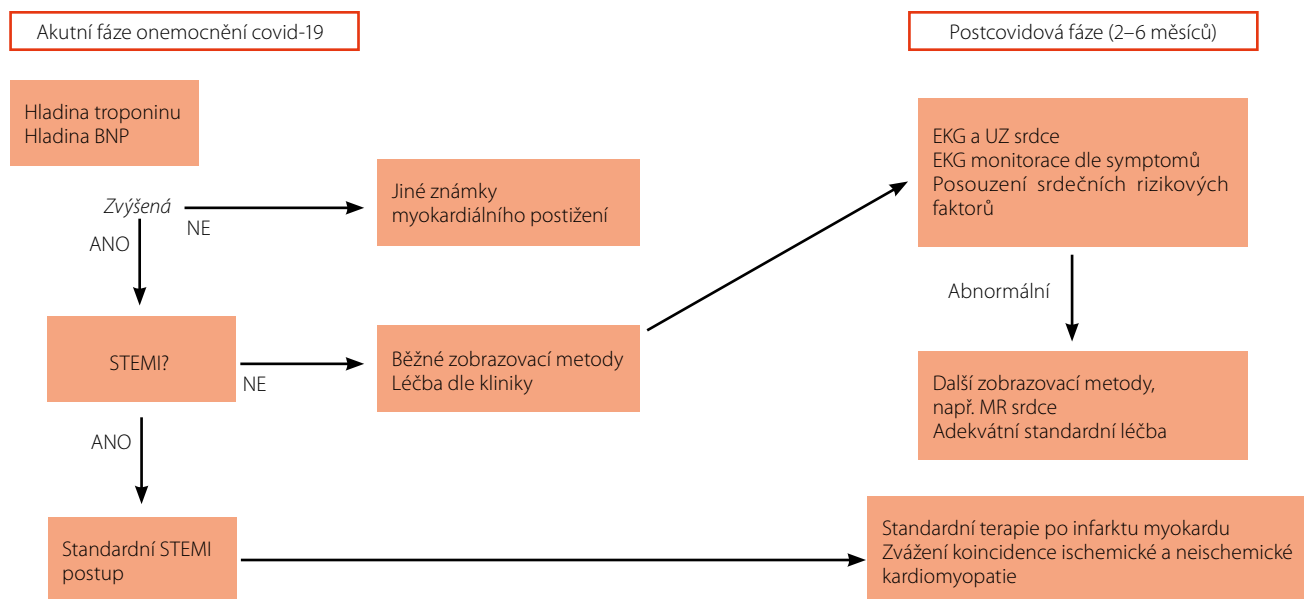 Akutní fáze onemocnění covid-19
Postcovidová fáze (2–6 měsíců)
Hladina troponinu
Hladina BNP
Zvýšená
NE
ANO
Jiné známky
myokardiálního postižení
STEMI?
NE
ANO
Běžné zobrazovací metody
Léčba dle kliniky
Standardní STEMI
postup
EKG a UZ srdce
EKG monitorace dle symptomů
Posouzení srdečních rizikových
faktorů
Abnormální
Další zobrazovací metody,
např. MR srdce
Adekvátní standardní léčba
Standardní terapie po infarktu myokardu
Zvážení koincidence ischemické a neischemické
kardiomyopatie